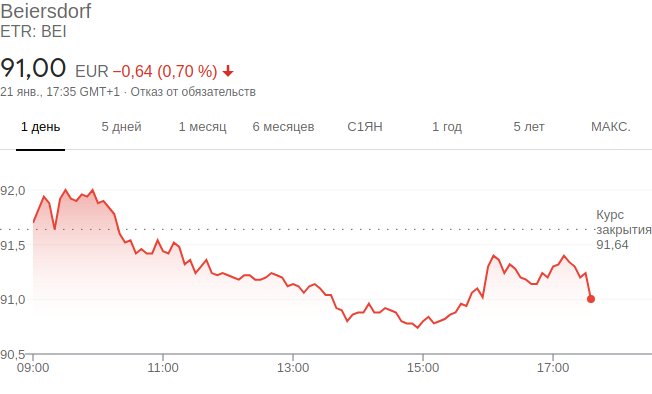 Beiersdorf
ETR: BEI
91,00 EUR −0,64 (0,70 %)
21 янв., 17:35 GMT+1 · Отказ от обязательств
1 день 5 дней 1 месяц 6 месяцев С1ЯН 1 год 5 лет МАКС.
92,0
91,5
91,0
90,5
Курс
закрытия
91,64
09:00 11:00 13:00 15:00 17:00